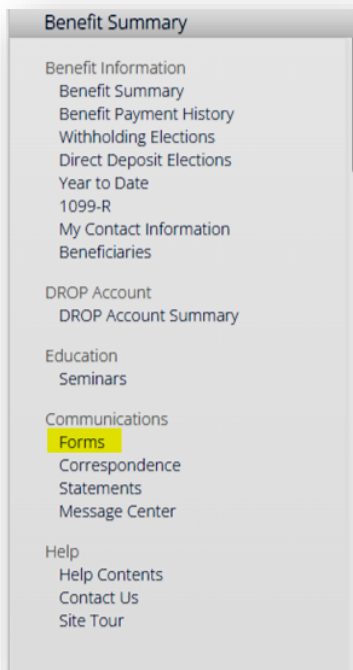 Benefit Summary
Benefit Information
Benefit Summary
Benefit Payment History
Withholding Elections
Direct Deposit Elections
Year to Date
1099-R
My Contact Information
Beneficiaries
DROP Account
DROP Account Summary
Education
Seminars
Communications
Forms
Correspondence
Statements
Message Center
Help
Help Contents
Contact Us
Site Tour